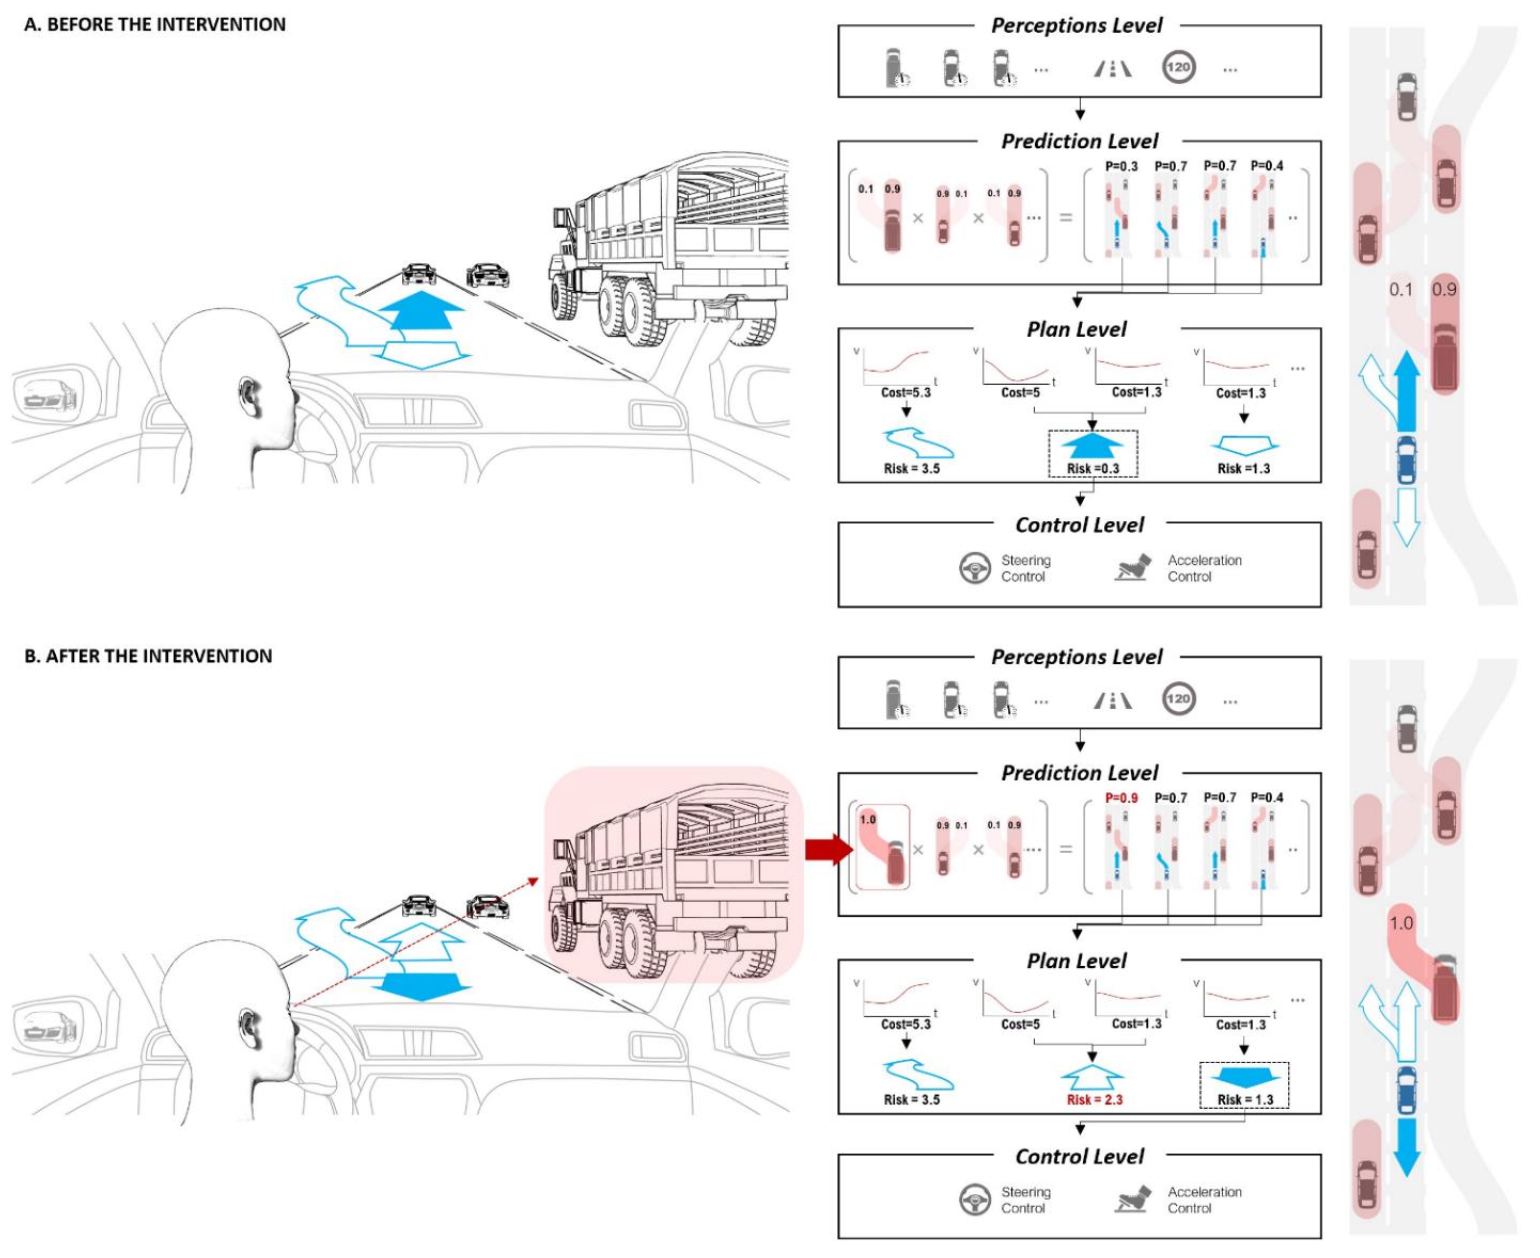 A. BEFORE THE INTERVENTION
Perceptions Level
... 120 ...
Prediction Level
P=0.3 P=0.7 P=0.7 P=0.4
0.1 0.9 × 0.9 0.1 × 0.1 0.9 ... = ..
Plan Level
V V V V
t t t t ...
Cost=5.3 Cost=5 Cost=1.3 Cost=1.3
Risk = 3.5 Risk =0.3 Risk =1.3
Control Level
Steering
Control
Acceleration
Control
0.1 0.9
B. AFTER THE INTERVENTION
Perceptions Level
... 120 ...
Prediction Level
P=0.9 P=0.7 P=0.7 P=0.4
1.0 × 0.9 0.1 × 0.1 0.9 ... = ..
Plan Level
V V V V
t t t t ...
Cost=5.3 Cost=5 Cost=1.3 Cost=1.3
Risk = 3.5 Risk = 2.3 Risk = 1.3
Control Level
Steering
Control
Acceleration
Control
1.0